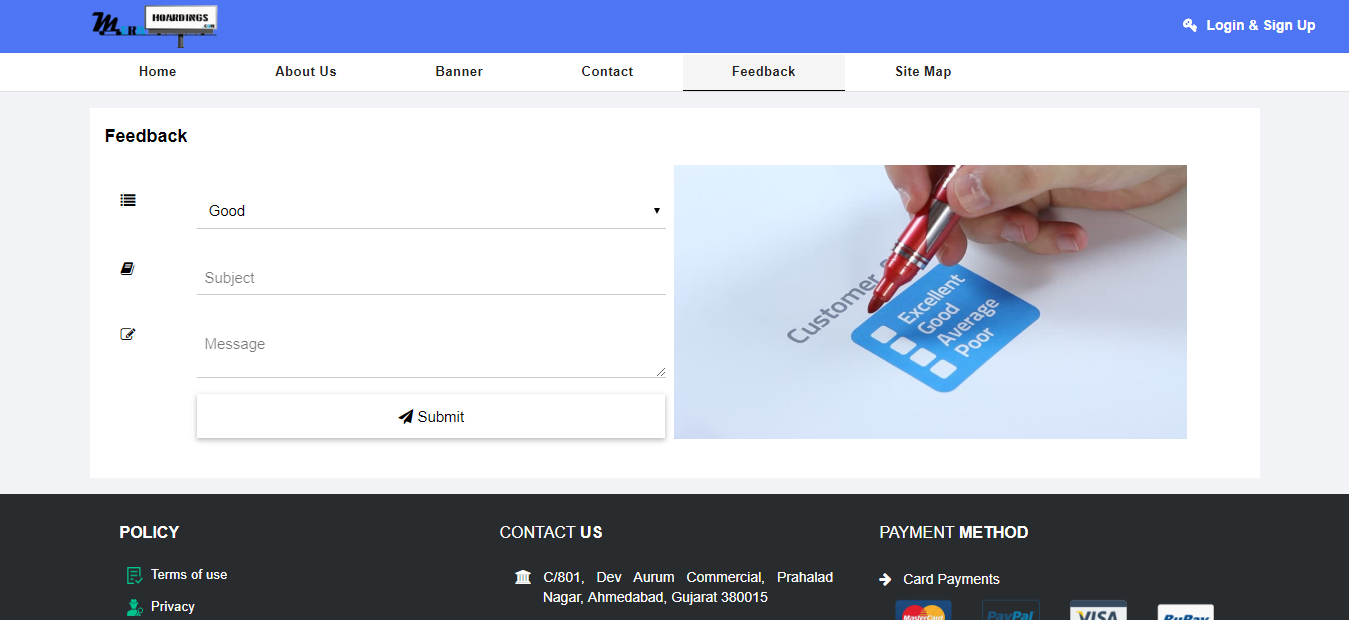 M R HOARDINGS
.COM
Login & Sign Up
Home About Us Banner Contact Feedback Site Map
Feedback
Good
Subject
Message
Submit
Customer
Excellent
Good
Average
Poor
POLICY
Terms of use
Privacy
CONTACT US
C/801, Dev Aurum Commercial, Prahalad
Nagar, Ahmedabad, Gujarat 380015
PAYMENT METHOD
Card Payments
MasterCard PayPal VISA RuPay